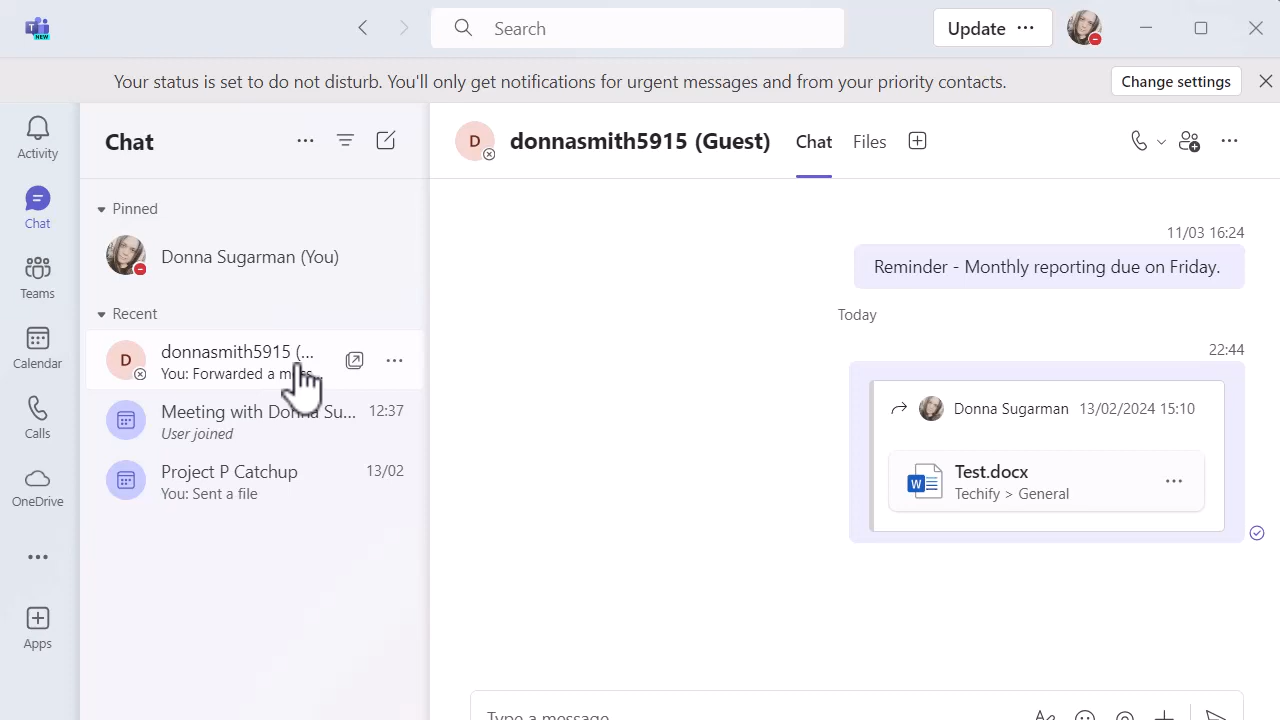 NEW
Search
Update ...
Your status is set to do not disturb. You'll only get notifications for urgent messages and from your priority contacts.
Change settings
Activity
Chat
Teams
Calendar
Calls
OneDrive
Apps
Chat
Pinned
Donna Sugarman (You)
Recent
D
donnasmith5915 (...
You: Forwarded a
Meeting with Donna Su...
12:37
User joined
Project P Catchup
13/02
You: Sent a file
D
donnasmith5915 (Guest)
Chat
Files
11/03 16:24
Reminder - Monthly reporting due on Friday.
Today
22:44
Donna Sugarman 13/02/2024 15:10
W
Test.docx
Techify > General
Type a message